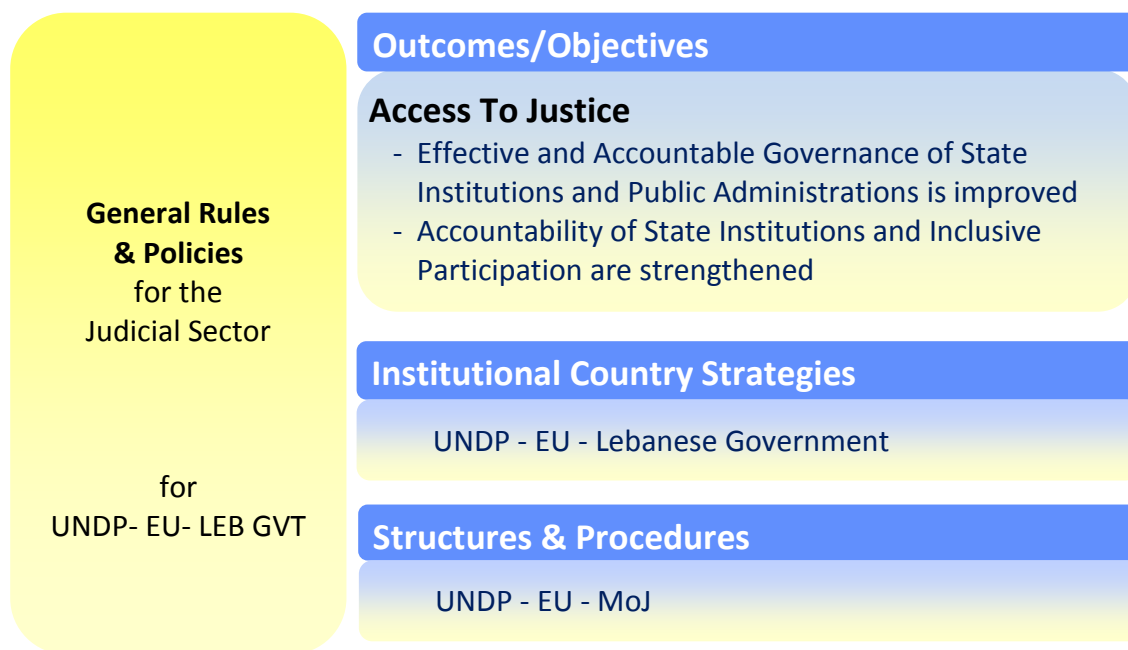 General Rules
& Policies
for the
Judicial Sector
for
UNDP- EU- LEB GVT
Outcomes/Objectives
Access To Justice
- Effective and Accountable Governance of State
Institutions and Public Administrations is improved
- Accountability of State Institutions and Inclusive
Participation are strengthened
Institutional Country Strategies
UNDP - EU - Lebanese Government
Structures & Procedures
UNDP - EU - MoJ